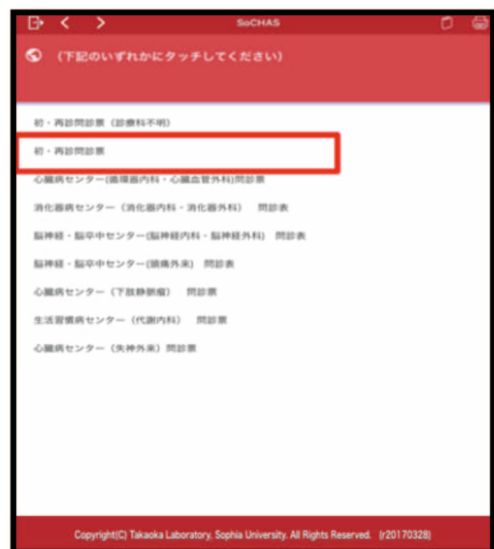 SoCHAS
（下記のいずれかにタッチしてください）
初・再診問診票（診療科不明）
初・再診問診票
心臓病センター(循環器内科・心臓血管外科)問診票
消化器病センター（消化器内科・消化器外科） 問診表
脳神経・脳卒中センター(脳神経内科・脳神経外科) 問診表
脳神経・脳卒中センター(頭痛外来) 問診表
心臓病センター（下肢静脈瘤） 問診票
生活習慣病センター（代謝内科） 問診票
心臓病センター（失神外来）問診票
Copyright(C) Takaoka Laboratory, Sophia University. All Rights Reserved. (r20170328)